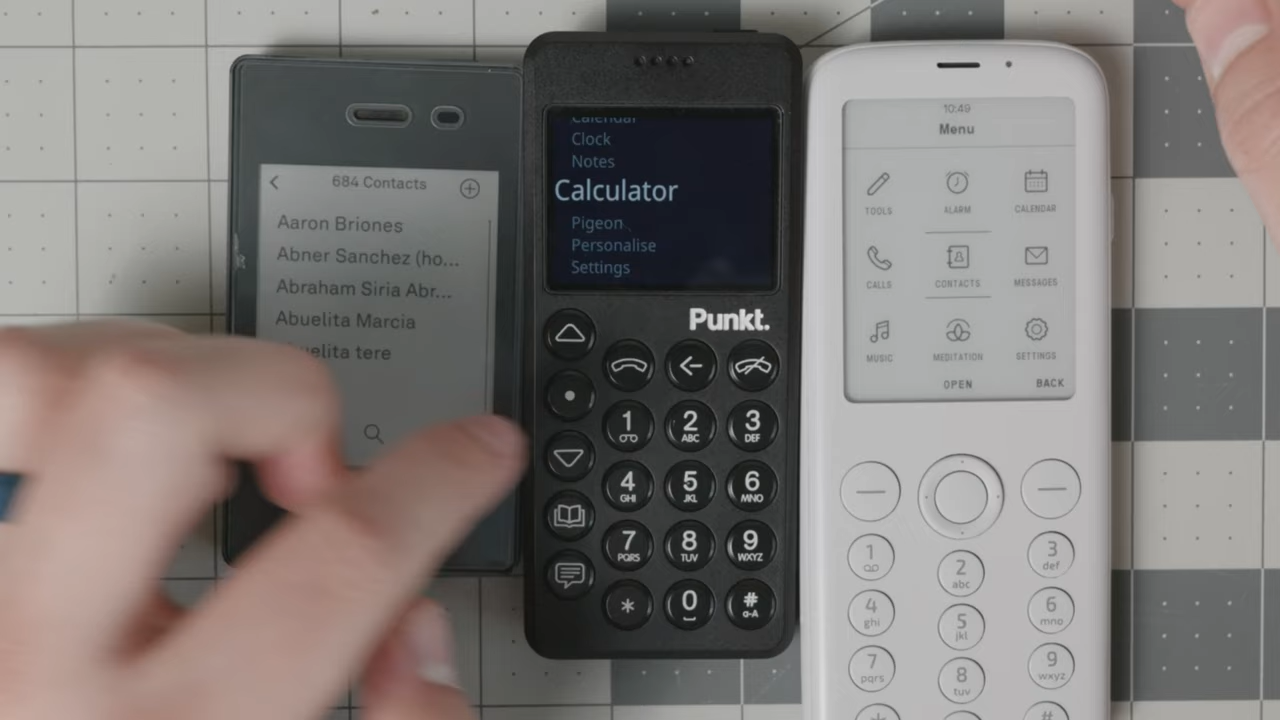 684 Contacts
Aaron Briones
Abner Sanchez (ho...
Abraham Siria Abr...
Abuelita Marcia
uelita tere
Calendar
Clock
Notes
Calculator
Pigeon
Personalise
Settings
Punkt.
1
2 ABC
3 DEF
4 GHI
5 JKL
6 MNO
7 PQRS
8 TUV
9 WXYZ
*
0
# a-A
10:49
Menu
TOOLS
ALARM
CALENDAR
CALLS
CONTACTS
MESSAGES
MUSIC
MEDITATION
SETTINGS
OPEN
BACK
1
2 abc
3 def
4 ghi
5 jkl
6 mno
7 pqrs
8 tuv
9 wxyz
*
#